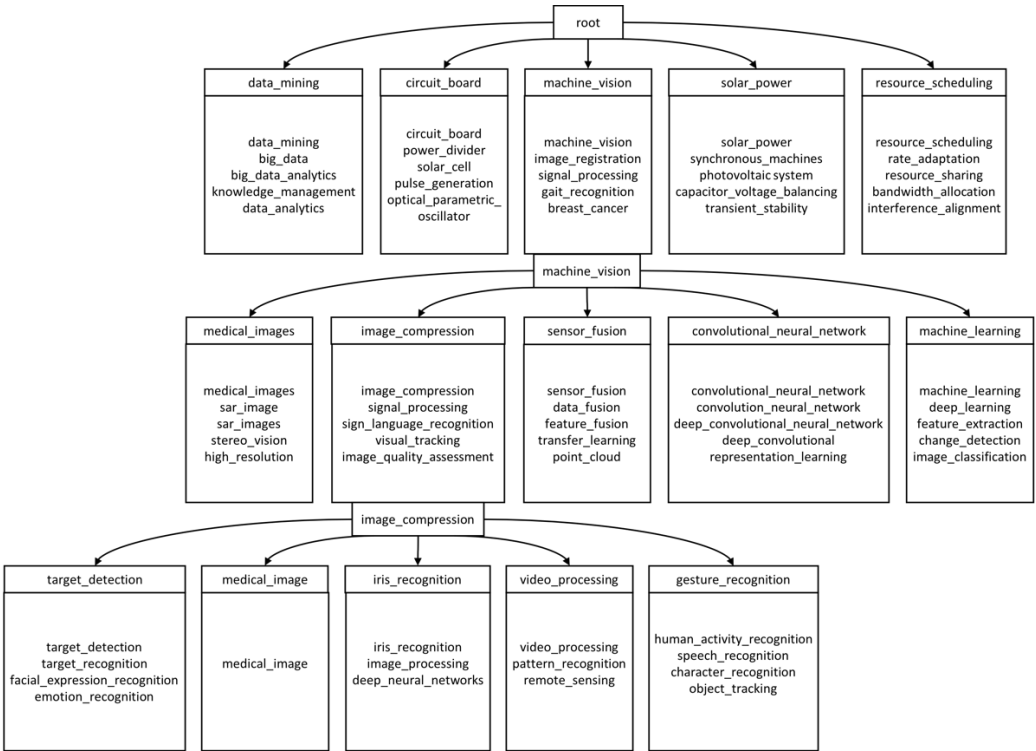 root
data_mining
data_mining
big_data
big_data_analytics
knowledge_management
data_analytics
circuit_board
circuit_board
power_divider
solar_cell
pulse_generation
optical_parametric_
oscillator
machine_vision
machine_vision
image_registration
signal_processing
gait_recognition
breast_cancer
solar_power
solar_power
synchronous_machines
photovoltaic system
capacitor_voltage_balancing
transient_stability
resource_scheduling
resource_scheduling
rate_adaptation
resource_sharing
bandwidth_allocation
interference_alignment
machine_vision
medical_images
medical_images
sar_image
sar_images
stereo_vision
high_resolution
image_compression
image_compression
signal_processing
sign_language_recognition
visual_tracking
image_quality_assessment
sensor_fusion
sensor_fusion
data_fusion
feature_fusion
transfer_learning
point_cloud
convolutional_neural_network
convolutional_neural_network
convolution_neural_network
deep_convolutional_neural_network
deep_convolutional
representation_learning
machine_learning
machine_learning
deep_learning
feature_extraction
change_detection
image_classification
image_compression
target_detection
target_detection
target_recognition
facial_expression_recognition
emotion_recognition
medical_image
medical_image
iris_recognition
iris_recognition
image_processing
deep_neural_networks
video_processing
video_processing
pattern_recognition
remote_sensing
gesture_recognition
human_activity_recognition
speech_recognition
character_recognition
object_tracking